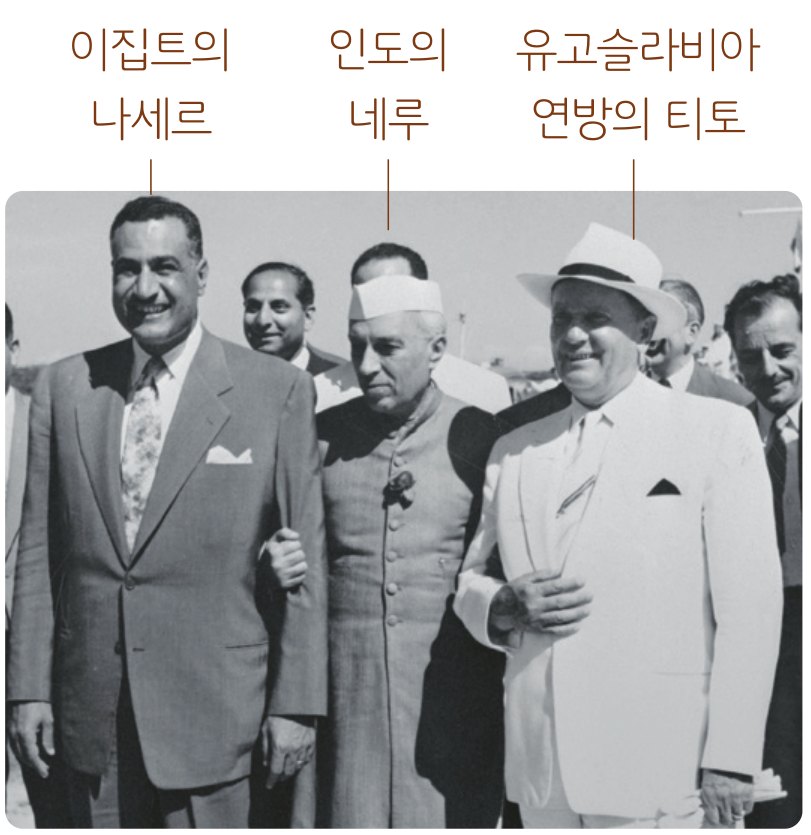 이집트의
나세르
인도의
네루
유고슬라비아
연방의 티토